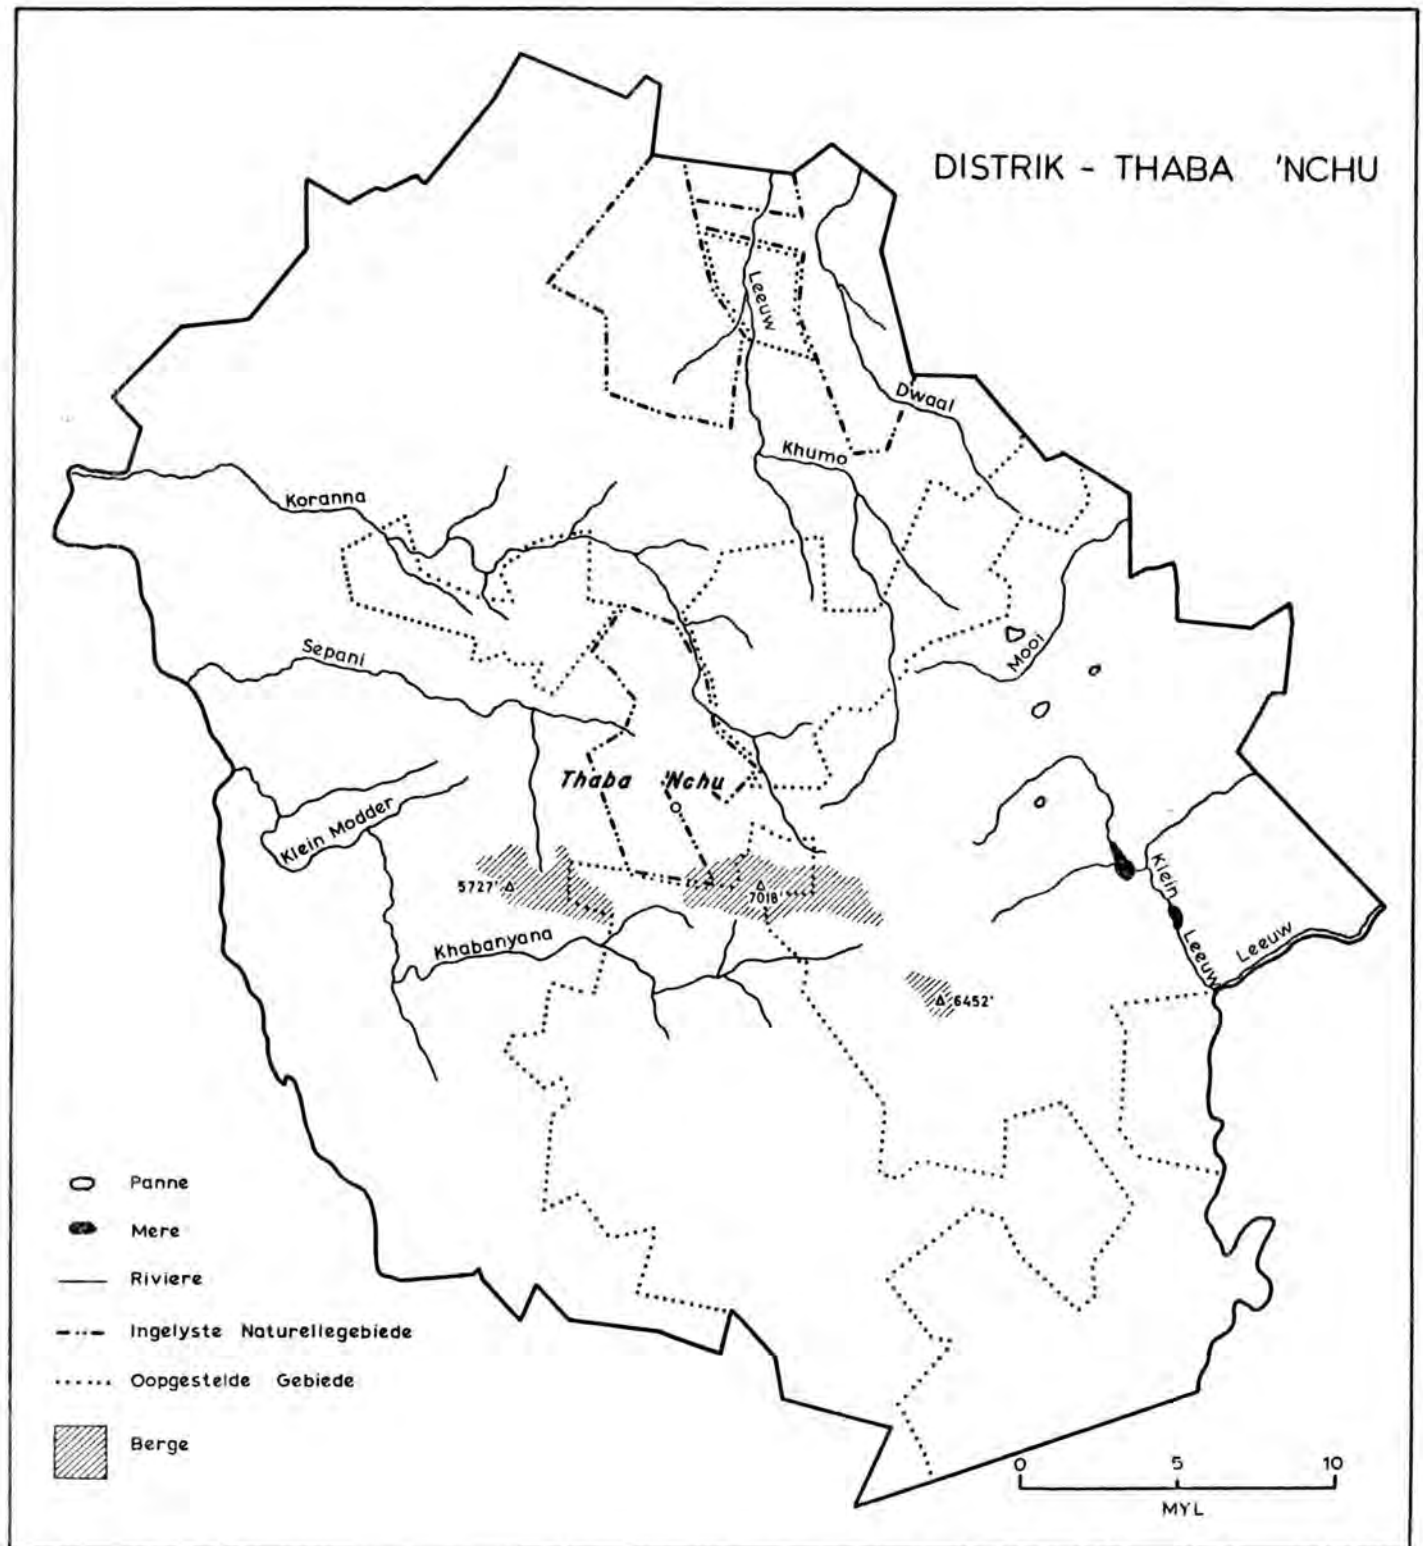 DISTRIK - THABA 'NCHU
Leeuw
Dwaal
Khumo
Koranna
Sepani
Mooi
Thaba 'Nchu
Klein Modder
5727'
7018
Klein Leeuw
Leeuw
Khabanyana
6452'
Panne
Mere
Riviere
Ingelyste Naturellegebiede
Oopgestelde Gebiede
Berge
0 5 10
MYL